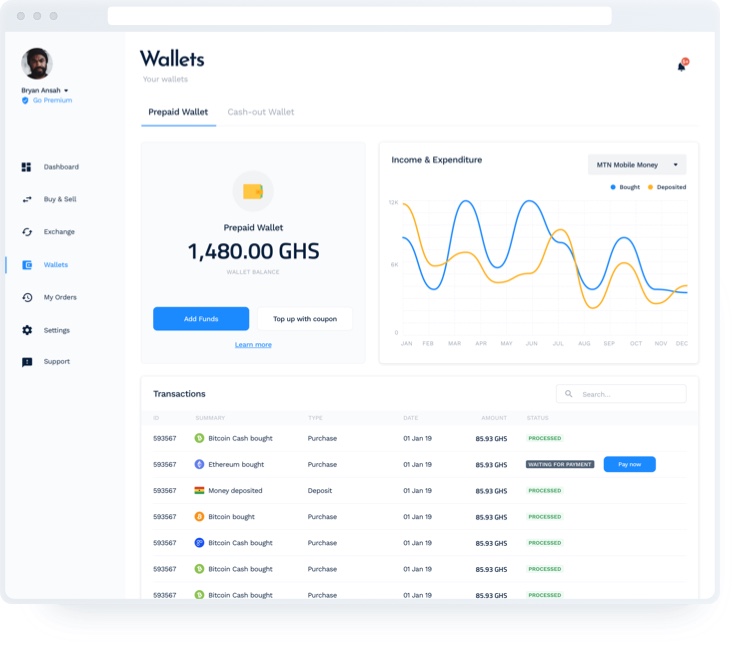 Wallets
Your wallets
Bryan Ansah
Go Premium
Prepaid Wallet Cash-out Wallet
Dashboard
Buy & Sell
Exchange
Wallets
My Orders
Settings
Support
Prepaid Wallet
1,480.00 GHS
WALLET BALANCE
Add Funds Top up with coupon
Learn more
Income & Expenditure
MTN Mobile Money
Bought Deposited
12K
6K
0
JAN FEB MAR APR MAY JUN JUL AUG SEP OCT NOV DEC
Transactions
Search...
ID SUMMARY TYPE DATE AMOUNT STATUS
593567 Bitcoin Cash bought Purchase 01 Jan 19 85.93 GHS PROCESSED
593567 Ethereum bought Purchase 01 Jan 19 85.93 GHS WAITING FOR PAYMENT Pay now
593567 Money deposited Deposit 01 Jan 19 85.93 GHS PROCESSED
593567 Bitcoin bought Purchase 01 Jan 19 85.93 GHS PROCESSED
593567 Bitcoin Cash bought Purchase 01 Jan 19 85.93 GHS PROCESSED
593567 Bitcoin Cash bought Purchase 01 Jan 19 85.93 GHS PROCESSED
593567 Bitcoin Cash bought Purchase 01 Jan 19 85.93 GHS PROCESSED